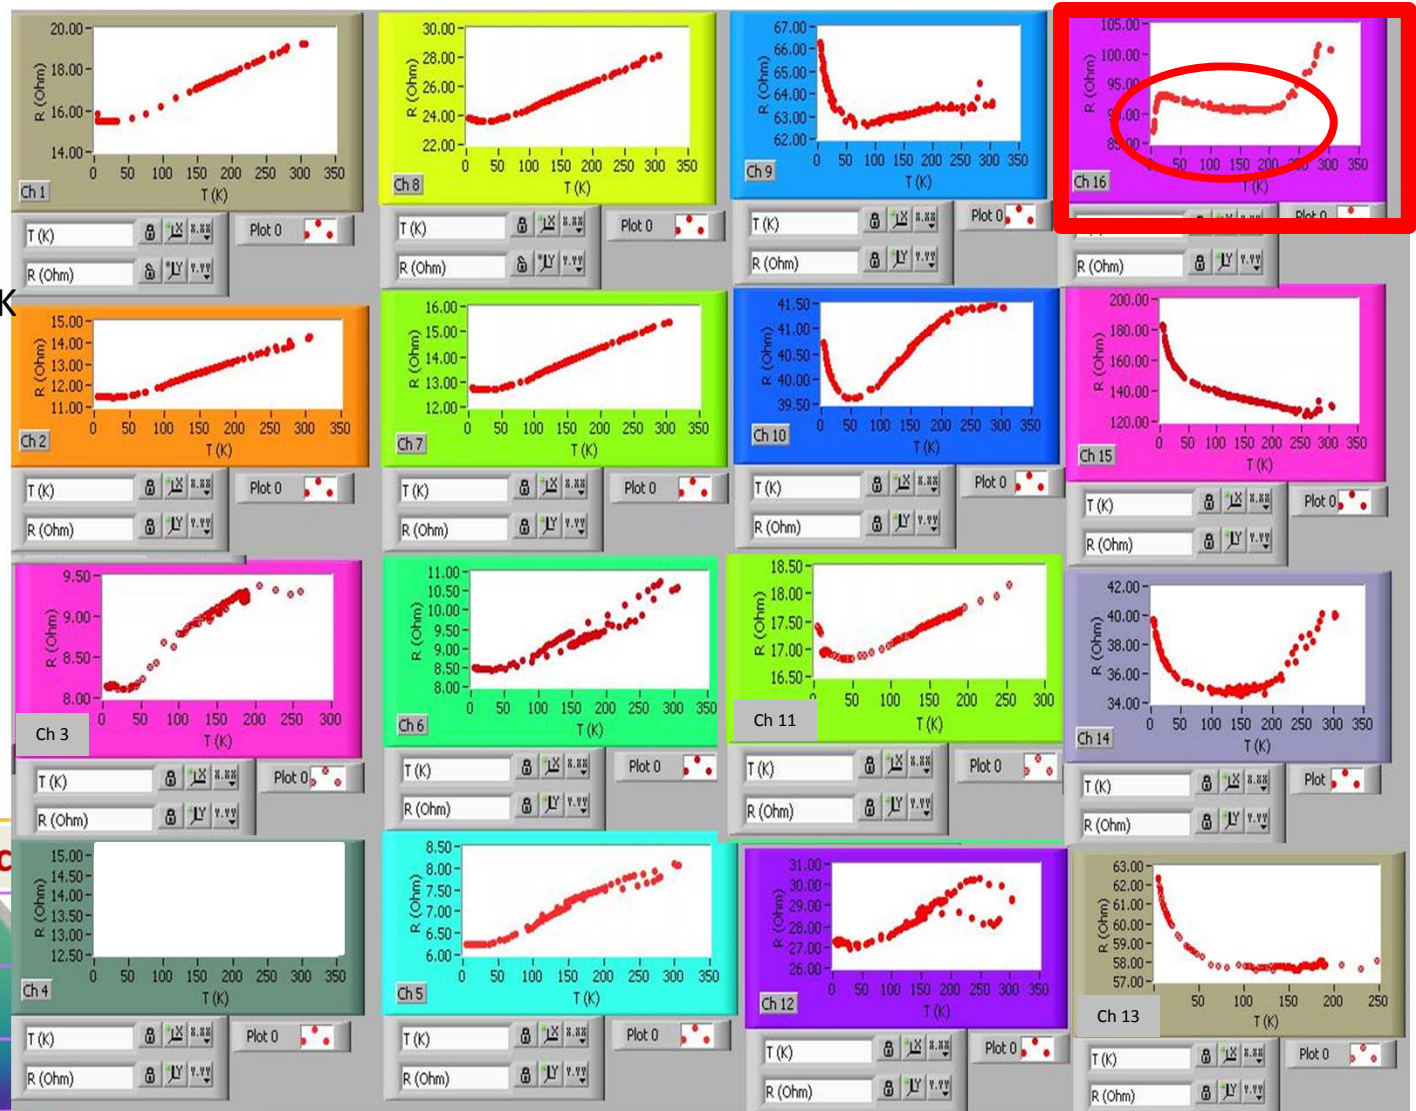 20.00
18.00
16.00
14.00
R (Ohm)
0 50 100 150 200 250 300 350
T (K)
Ch 1
T (K)
Plot 0
R (Ohm)
30.00
28.00
26.00
24.00
22.00
R (Ohm)
0 50 100 150 200 250 300 350
T (K)
Ch 8
T (K)
Plot 0
R (Ohm)
67.00
66.00
65.00
64.00
63.00
62.00
R (Ohm)
0 50 100 150 200 250 300 350
T (K)
Ch 9
T (K)
Plot 0
R (Ohm)
105.00
100.00
95.00
90.00
85.00
R (Ohm)
50 100 150 200 250 300 350
T (K)
Ch 16
Plot 0
R (Ohm)
K
15.00
14.00
13.00
12.00
11.00
R (Ohm)
0 50 100 150 200 250 300 350
T (K)
Ch 2
T (K)
Plot 0
R (Ohm)
16.00
15.00
14.00
13.00
12.00
R (Ohm)
0 50 100 150 200 250 300 350
T (K)
Ch 7
T (K)
Plot 0
R (Ohm)
41.50
41.00
40.50
40.00
39.50
R (Ohm)
0 50 100 150 200 250 300 350
T (K)
Ch 10
T (K)
Plot 0
R (Ohm)
200.00
180.00
160.00
140.00
120.00
R (Ohm)
0 50 100 150 200 250 300 350
T (K)
Ch 15
T (K)
Plot 0
R (Ohm)
9.50
9.00
8.50
8.00
R (Ohm)
0 50 100 150 200 250 300
T (K)
Ch 3
T (K)
Plot 0
R (Ohm)
11.00
10.50
10.00
9.50
9.00
8.50
8.00
R (Ohm)
0 50 100 150 200 250 300 350
T (K)
Ch 6
T (K)
Plot 0
R (Ohm)
18.50
18.00
17.50
17.00
16.50
R (Ohm)
0 50 100 150 200 250 300
T (K)
Ch 11
T (K)
Plot 0
R (Ohm)
42.00
40.00
38.00
36.00
34.00
R (Ohm)
0 50 100 150 200 250 300 350
T (K)
Ch 14
T (K)
Plot
R (Ohm)
c
15.00
14.50
14.00
13.50
13.00
12.50
R (Ohm)
0 50 100 150 200 250 300 350
T (K)
Ch 4
T (K)
Plot 0
R (Ohm)
8.50
8.00
7.50
7.00
6.50
6.00
R (Ohm)
0 50 100 150 200 250 300 350
T (K)
Ch 5
T (K)
Plot 0
R (Ohm)
31.00
30.00
29.00
28.00
27.00
26.00
R (Ohm)
0 50 100 150 200 250 300 350
T (K)
Ch 12
T (K)
Plot 0
R (Ohm)
63.00
62.00
61.00
60.00
59.00
58.00
57.00
R (Ohm)
50 100 150 200 250
T (K)
Ch 13
T (K)
Plot 0
R (Ohm)